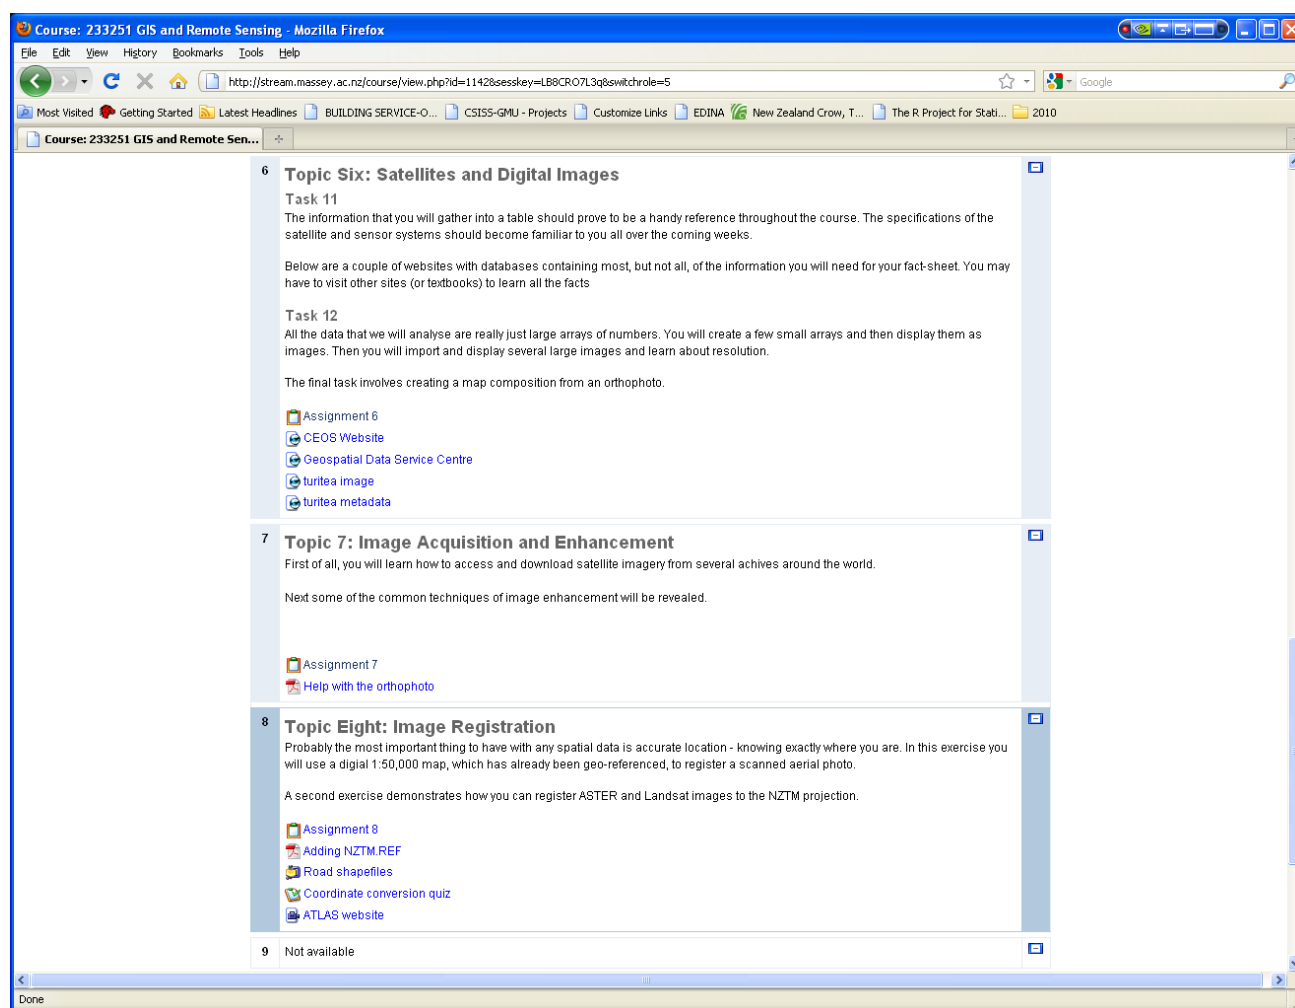 Course: 233251 GIS and Remote Sensing - Mozilla Firefox
File Edit View History Bookmarks Tools Help
http://stream.massey.ac.nz/course/view.php?id=1142&sesskey=LB8CRO7L3q&switchrole=5
Google
Most Visited Getting Started Latest Headlines BUILDING SERVICE-O... CSISS-GMU - Projects Customize Links EDINA New Zealand Crow, T... The R Project for Stati... 2010
Course: 233251 GIS and Remote Sen...
6 Topic Six: Satellites and Digital Images
Task 11
The information that you will gather into a table should prove to be a handy reference throughout the course. The specifications of the
satellite and sensor systems should become familiar to you all over the coming weeks.
Below are a couple of websites with databases containing most, but not all, of the information you will need for your fact-sheet. You may
have to visit other sites (or textbooks) to learn all the facts
Task 12
All the data that we will analyse are really just large arrays of numbers. You will create a few small arrays and then display them as
images. Then you will import and display several large images and learn about resolution.
The final task involves creating a map composition from an orthophoto.
Assignment 6
CEOS Website
Geospatial Data Service Centre
turitea image
turitea metadata
7 Topic 7: Image Acquisition and Enhancement
First of all, you will learn how to access and download satellite imagery from several achives around the world.
Next some of the common techniques of image enhancement will be revealed.
Assignment 7
Help with the orthophoto
8 Topic Eight: Image Registration
Probably the most important thing to have with any spatial data is accurate location - knowing exactly where you are. In this exercise you
will use a digial 1:50,000 map, which has already been geo-referenced, to register a scanned aerial photo.
A second exercise demonstrates how you can register ASTER and Landsat images to the NZTM projection.
Assignment 8
Adding NZTM.REF
Road shapefiles
Coordinate conversion quiz
ATLAS website
9 Not available
Done